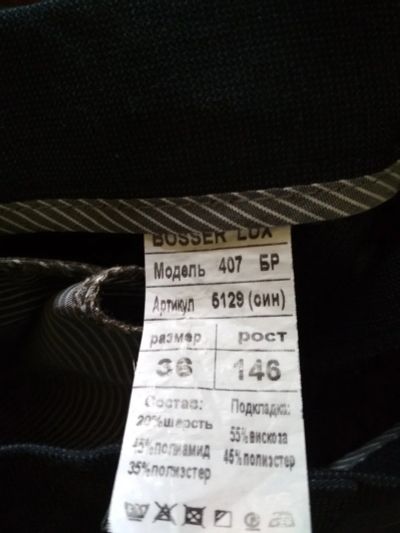 BOSSER LUX
Модель 407 БР
Артикул 5129 (син)
размер рост
36 146
Состав: Подкладка:
20%шерсть 55%вискоза
45%полиамид 45%полиэстер
35%полиэстер